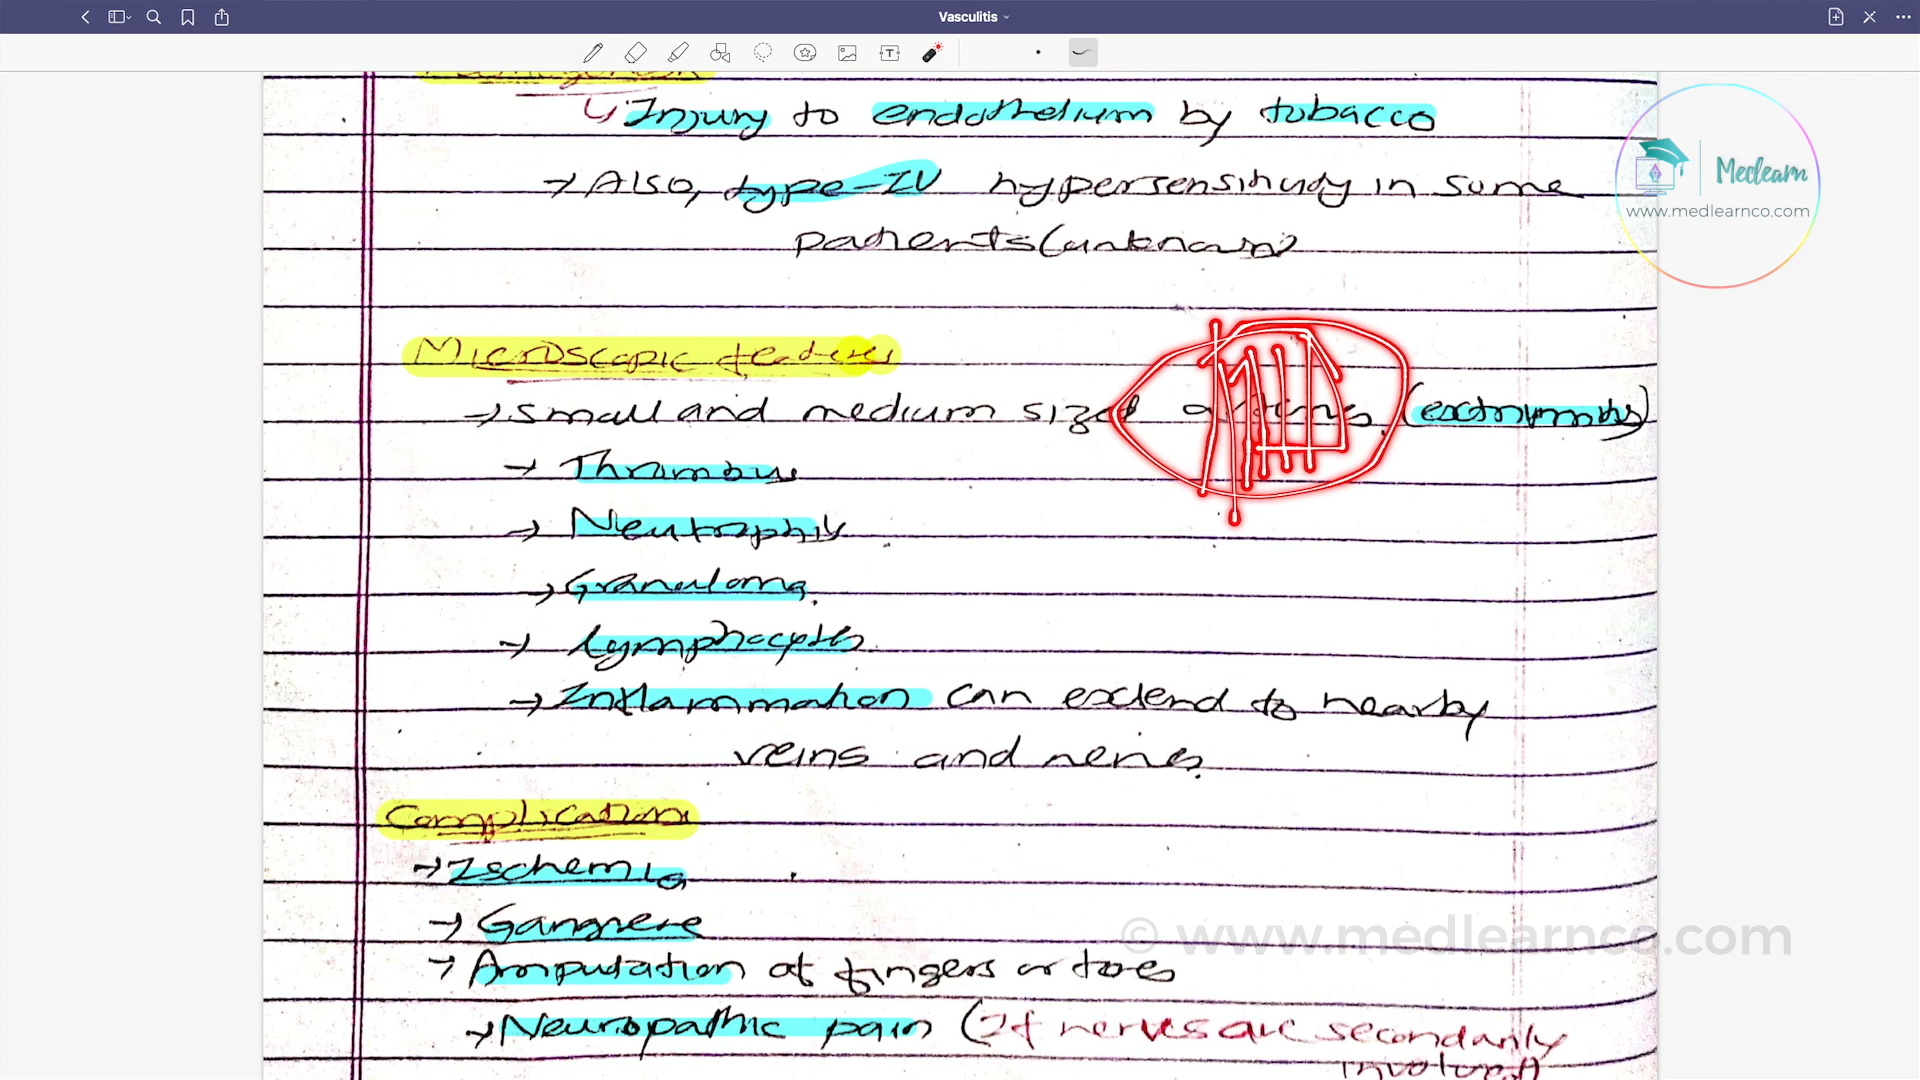 Vasculitis
Injury to endothelium by tobacco
→ Also, type-IV hypersensitivity in some
patients (unknown)
Medlearn
www.medlearnco.com
Microscopic features
→ small and medium sized arteries (extremities)
→ Thrombus
→ Neutrophils
→ Granuloma
→ Lymphocytes
→ Inflammation can extend to nearby
veins and nerves
Complications
→ Ischemia
→ Gangrene
© www.medlearnco.com
→ Amputation of fingers or toes
→ Neuropathic pain (If nerves are secondarily
involved)